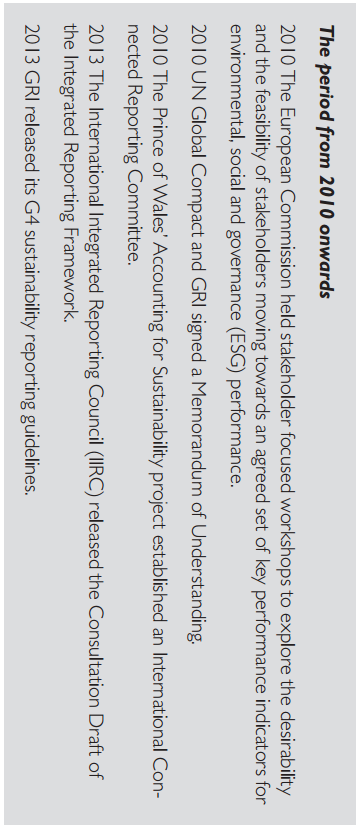 The period from 2010 onwards
2010 The European Commission held stakeholder focused workshops to explore the desirability
and the feasibility of stakeholders moving towards an agreed set of key performance indicators for
environmental, social and governance (ESG) performance.
2010 UN Global Compact and GRI signed a Memorandum of Understanding.
2010 The Prince of Wales' Accounting for Sustainability project established an International Con-
nected Reporting Committee.
2013 The International Integrated Reporting Council (IIRC) released the Consultation Draft of
the Integrated Reporting Framework.
2013 GRI released its G4 sustainability reporting guidelines.